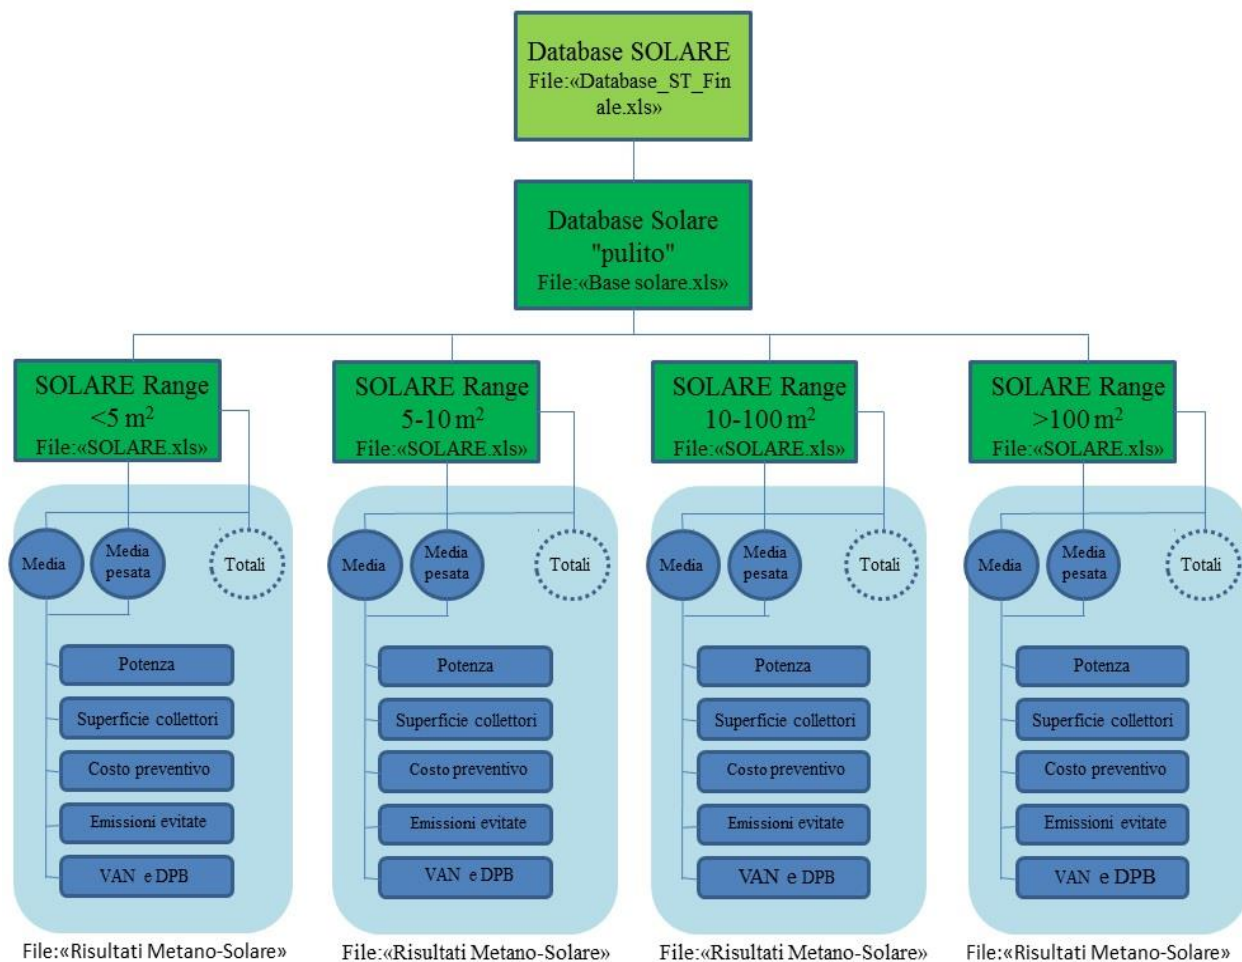 Database SOLARE
File:«Database_ST_Fin
ale.xls»
Database Solare
"pulito"
File:«Base solare.xls»
SOLARE Range
<5 m²
File:«SOLARE.xls»
SOLARE Range
5-10 m²
File:«SOLARE.xls»
SOLARE Range
10-100 m²
File:«SOLARE.xls»
SOLARE Range
>100 m²
File:«SOLARE.xls»
Media
Media
pesata
Totali
Potenza
Superficie collettori
Costo preventivo
Emissioni evitate
VAN e DPB
File:«Risultati Metano-Solare»
Media
Media
pesata
Totali
Potenza
Superficie collettori
Costo preventivo
Emissioni evitate
VAN e DPB
File:«Risultati Metano-Solare»
Media
Media
pesata
Totali
Potenza
Superficie collettori
Costo preventivo
Emissioni evitate
VAN e DPB
File:«Risultati Metano-Solare»
Media
Media
pesata
Totali
Potenza
Superficie collettori
Costo preventivo
Emissioni evitate
VAN e DPB
File:«Risultati Metano-Solare»